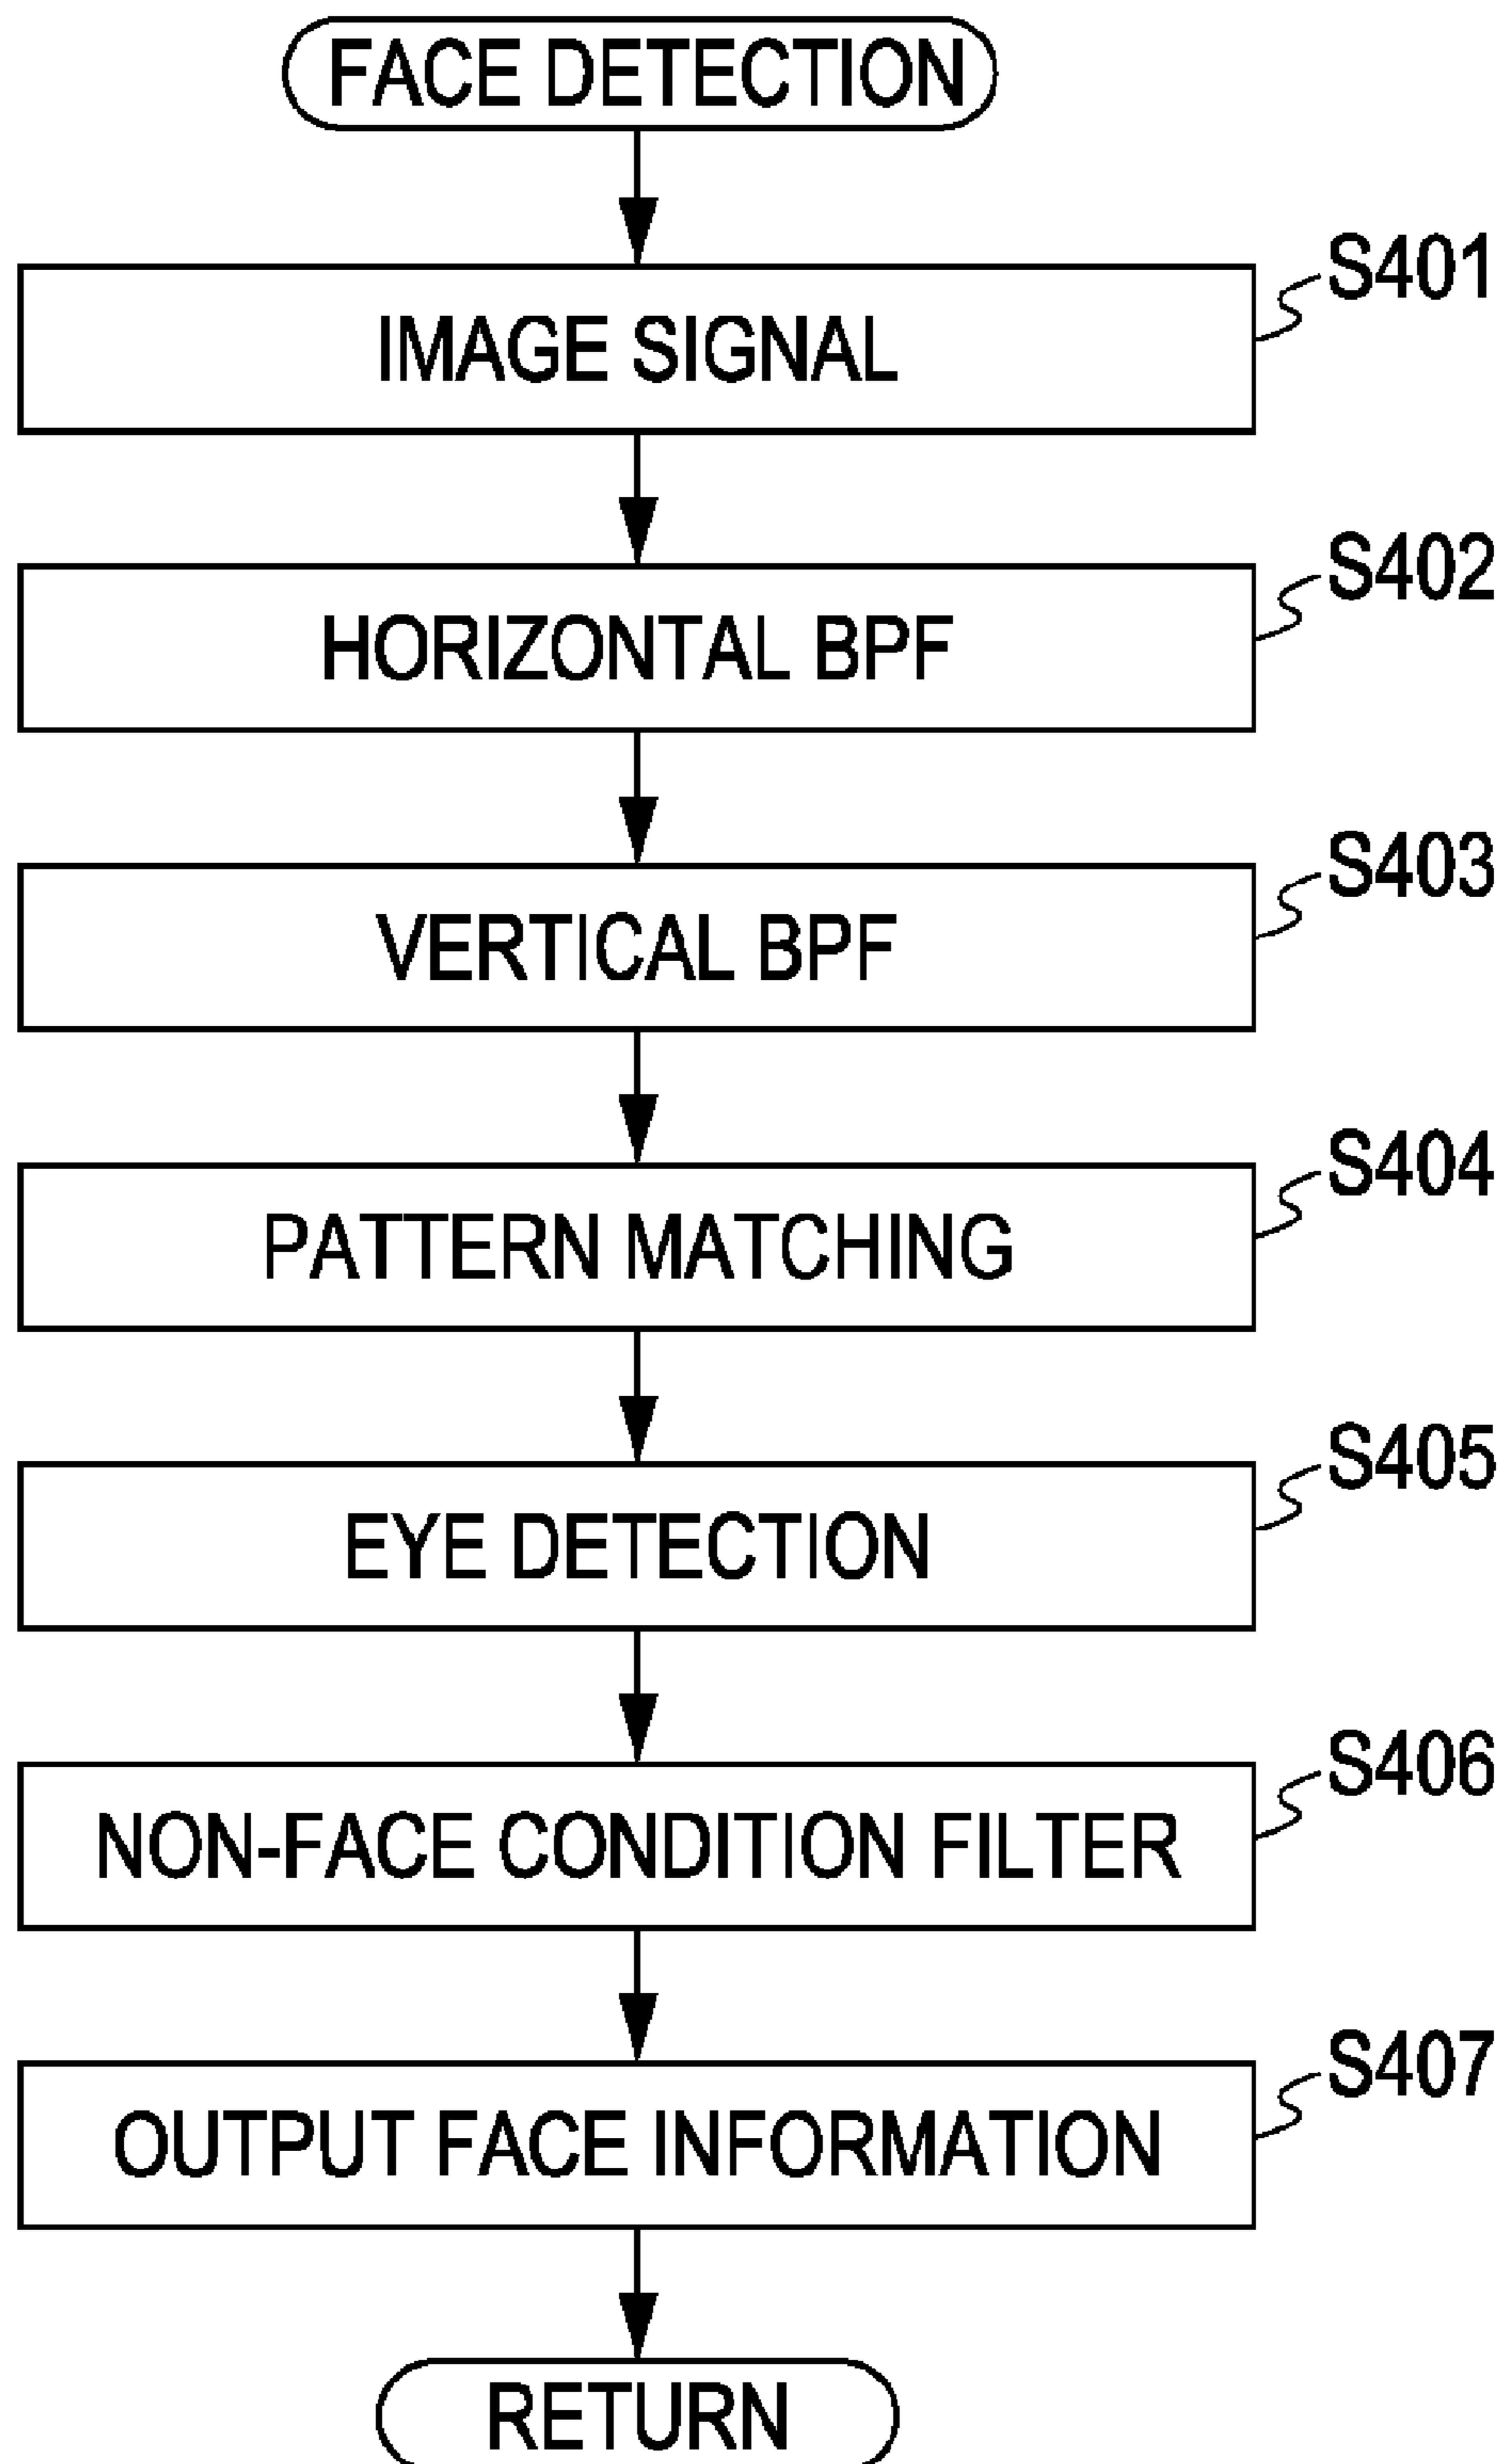 FACE DETECTION
S401
IMAGE SIGNAL
S402
HORIZONTAL BPF
S403
VERTICAL BPF
S404
PATTERN MATCHING
S405
EYE DETECTION
S406
NON-FACE CONDITION FILTER
S407
OUTPUT FACE INFORMATION
RETURN